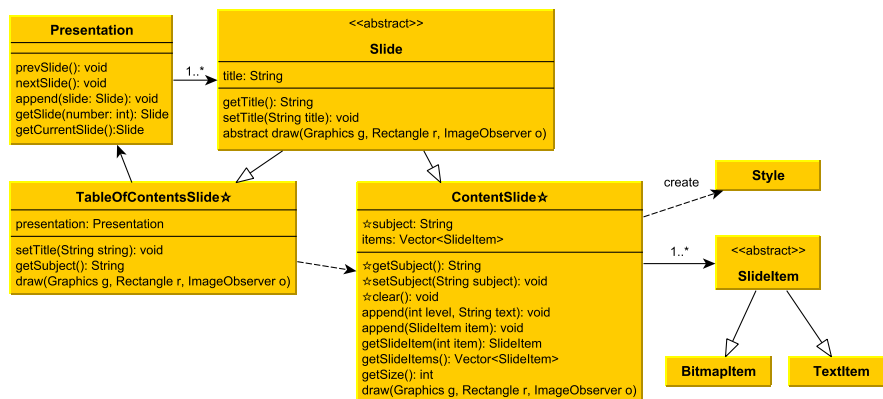 Presentation
prevSlide(): void
nextSlide(): void
append(slide: Slide): void
getSlide(number: int): Slide
getCurrentSlide():Slide
1..*
<<abstract>>
Slide
title: String
getTitle(): String
setTitle(String title): void
abstract draw(Graphics g, Rectangle r, ImageObserver o)
TableOfContentsSlide☆
presentation: Presentation
setTitle(String string): void
getSubject(): String
draw(Graphics g, Rectangle r, ImageObserver o)
ContentSlide☆
☆subject: String
items: Vector<SlideItem>
☆getSubject(): String
☆setSubject(String subject): void
☆clear(): void
append(int level, String text): void
append(SlideItem item): void
getSlideItem(int item): SlideItem
getSlideItems(): Vector<SlideItem>
getSize(): int
draw(Graphics g, Rectangle r, ImageObserver o)
create
Style
1..*
<<abstract>>
SlideItem
BitmapItem
TextItem